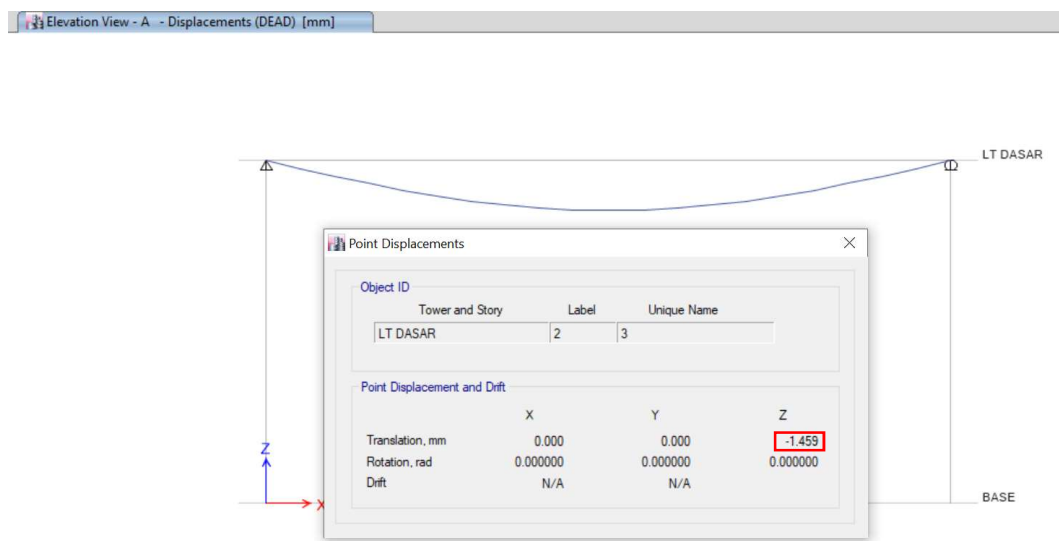 Elevation View - A - Displacements (DEAD) [mm]
LT DASAR
Point Displacements
Object ID
Tower and Story Label Unique Name
LT DASAR 2 3
Point Displacement and Drift
X Y Z
Translation, mm 0.000 0.000 -1.459
Rotation, rad 0.000000 0.000000 0.000000
Drift N/A N/A
Z
X
BASE